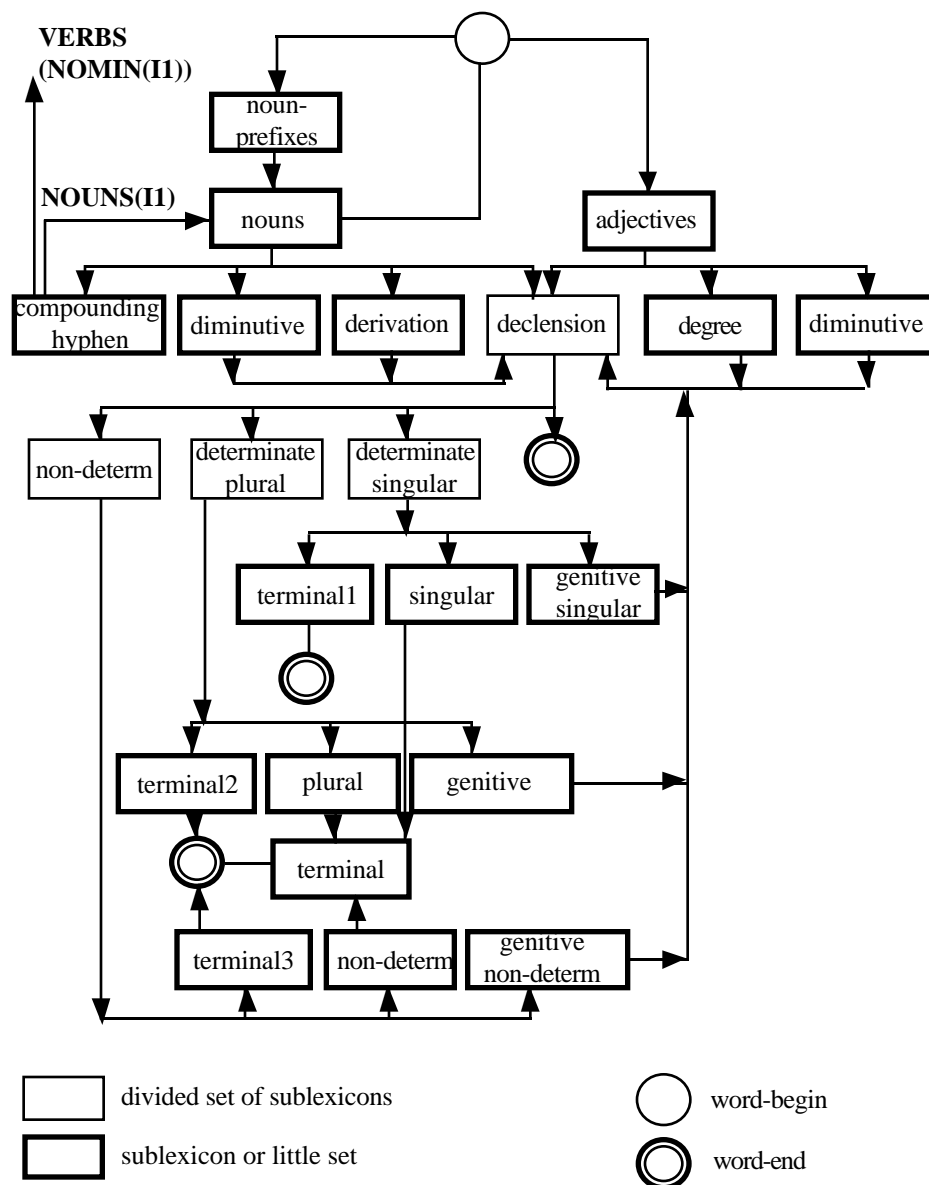 VERBS
(NOMIN(I1))
noun-
prefixes
NOUNS(I1)
nouns
adjectives
compounding
hyphen
diminutive
derivation
declension
degree
diminutive
non-determ
determinate
plural
determinate
singular
terminal1
singular
genitive
singular
terminal2
plural
genitive
terminal
terminal3
non-determ
genitive
non-determ
divided set of sublexicons
word-begin
sublexicon or little set
word-end